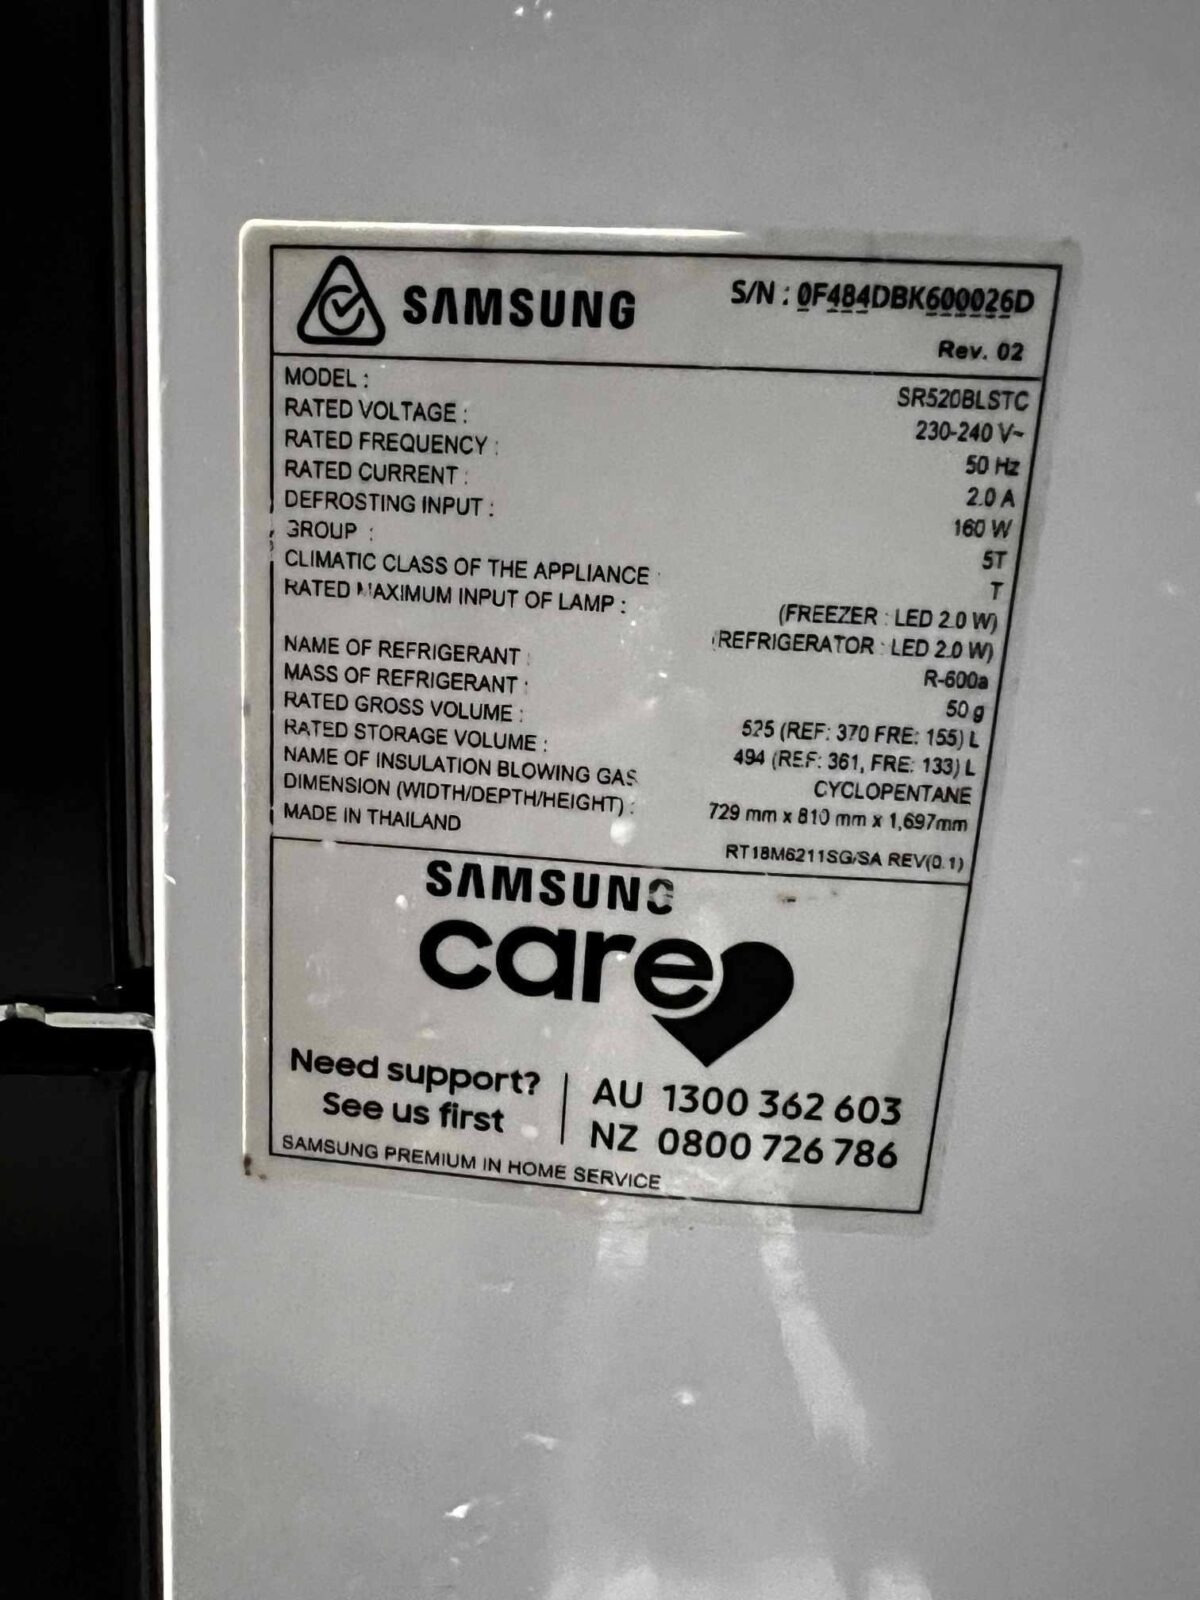 SAMSUNG
S/N : 0F484DBK600026D
Rev. 02
MODEL : SR520BLSTC
RATED VOLTAGE : 230-240 V~
RATED FREQUENCY : 50 Hz
RATED CURRENT : 2.0 A
DEFROSTING INPUT : 160 W
GROUP : 5T
CLIMATIC CLASS OF THE APPLIANCE : T
RATED MAXIMUM INPUT OF LAMP : (FREEZER : LED 2.0 W)
(REFRIGERATOR : LED 2.0 W)
NAME OF REFRIGERANT : R-600a
MASS OF REFRIGERANT : 50 g
RATED GROSS VOLUME : 525 (REF: 370 FRE: 155) L
RATED STORAGE VOLUME : 494 (REF: 361, FRE: 133) L
NAME OF INSULATION BLOWING GAS CYCLOPENTANE
DIMENSION (WIDTH/DEPTH/HEIGHT) : 729 mm x 810 mm x 1,697mm
MADE IN THAILAND
RT18M6211SG/SA REV(0.1)
SAMSUNG
care
Need support?
See us first
AU 1300 362 603
NZ 0800 726 786
SAMSUNG PREMIUM IN HOME SERVICE